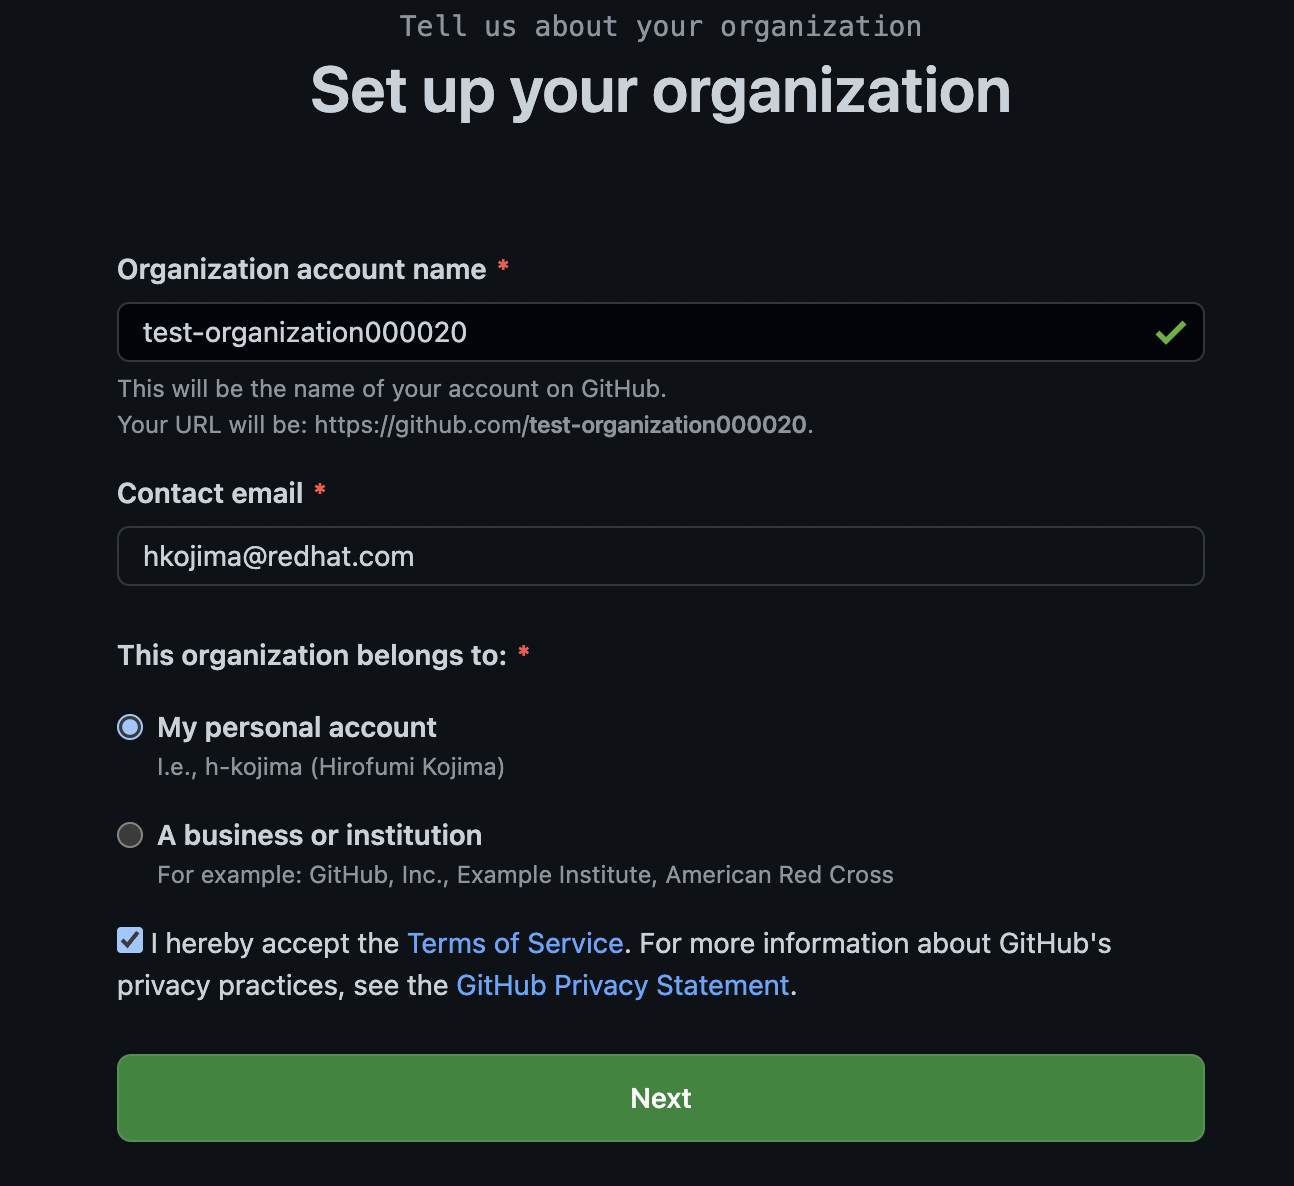 Tell us about your organization
Set up your organization
Organization account name *
test-organization000020
This will be the name of your account on GitHub.
Your URL will be: https://github.com/test-organization000020.
Contact email *
hkojima@redhat.com
This organization belongs to: *
My personal account
I.e., h-kojima (Hirofumi Kojima)
A business or institution
For example: GitHub, Inc., Example Institute, American Red Cross
I hereby accept the Terms of Service. For more information about GitHub's
privacy practices, see the GitHub Privacy Statement.
Next